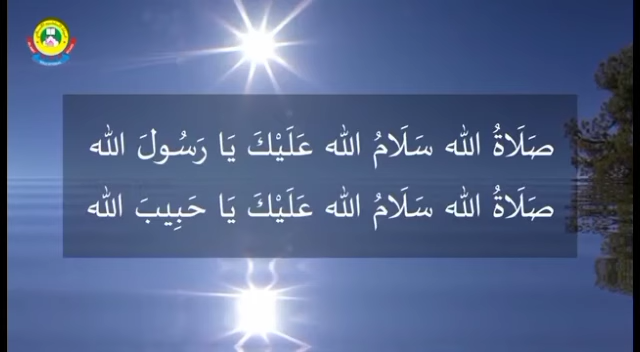 صَلَاةُ الله سَلَامُ الله عَلَيْكَ يَا رَسُولَ الله
صَلَاةُ الله سَلَامُ الله عَلَيْكَ يَا حَبِيبَ الله